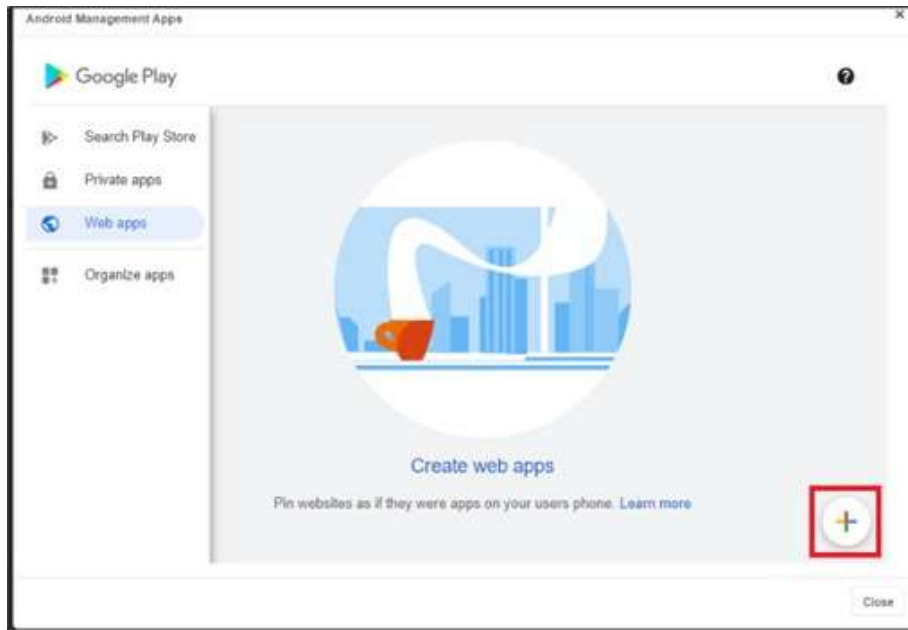 Android Management Apps
Google Play
Search Play Store
Private apps
Web apps
Organize apps
Create web apps
Pin websites as if they were apps on your users phone. Learn more
Close